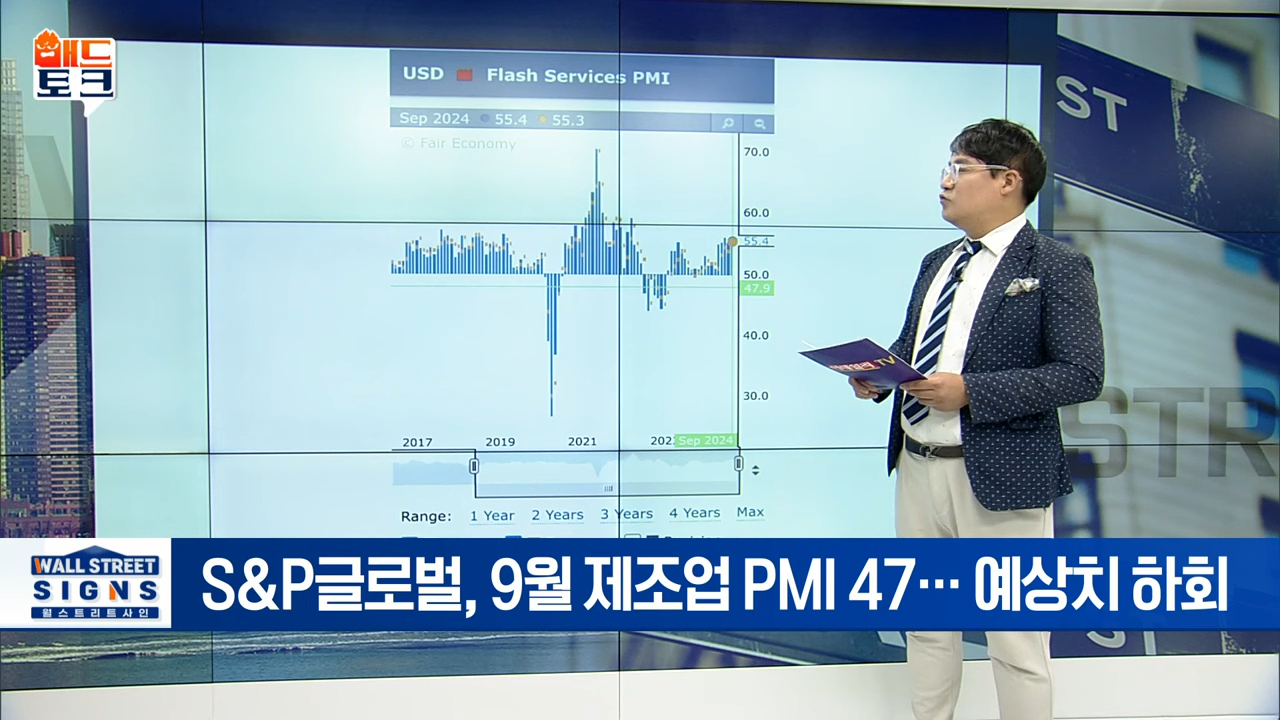 매드
토크
USD Flash Services PMI
Sep 2024 55.4 55.3
© Fair Economy
70.0
60.0
55.4
50.0
47.9
40.0
30.0
2017 2019 2021 202 Sep 2024
Range: 1 Year 2 Years 3 Years 4 Years Max
ST
STR
TV
WALL STREET
SIGNS
월스트리트사인
S&P글로벌, 9월 제조업 PMI 47… 예상치 하회